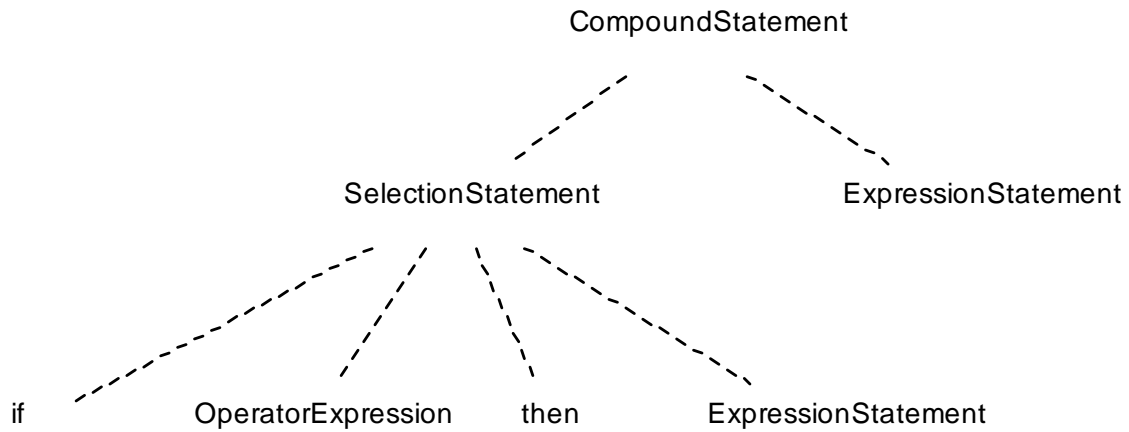 CompoundStatement
SelectionStatement ExpressionStatement
if OperatorExpression then ExpressionStatement